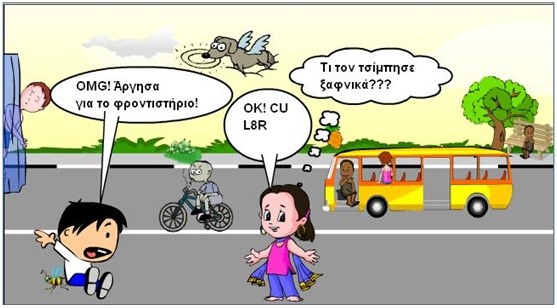 OMG! Άργησα
για το φροντιστήριο!
OK! CU
L8R
Τι τον τσίμπησε
ξαφνικά???